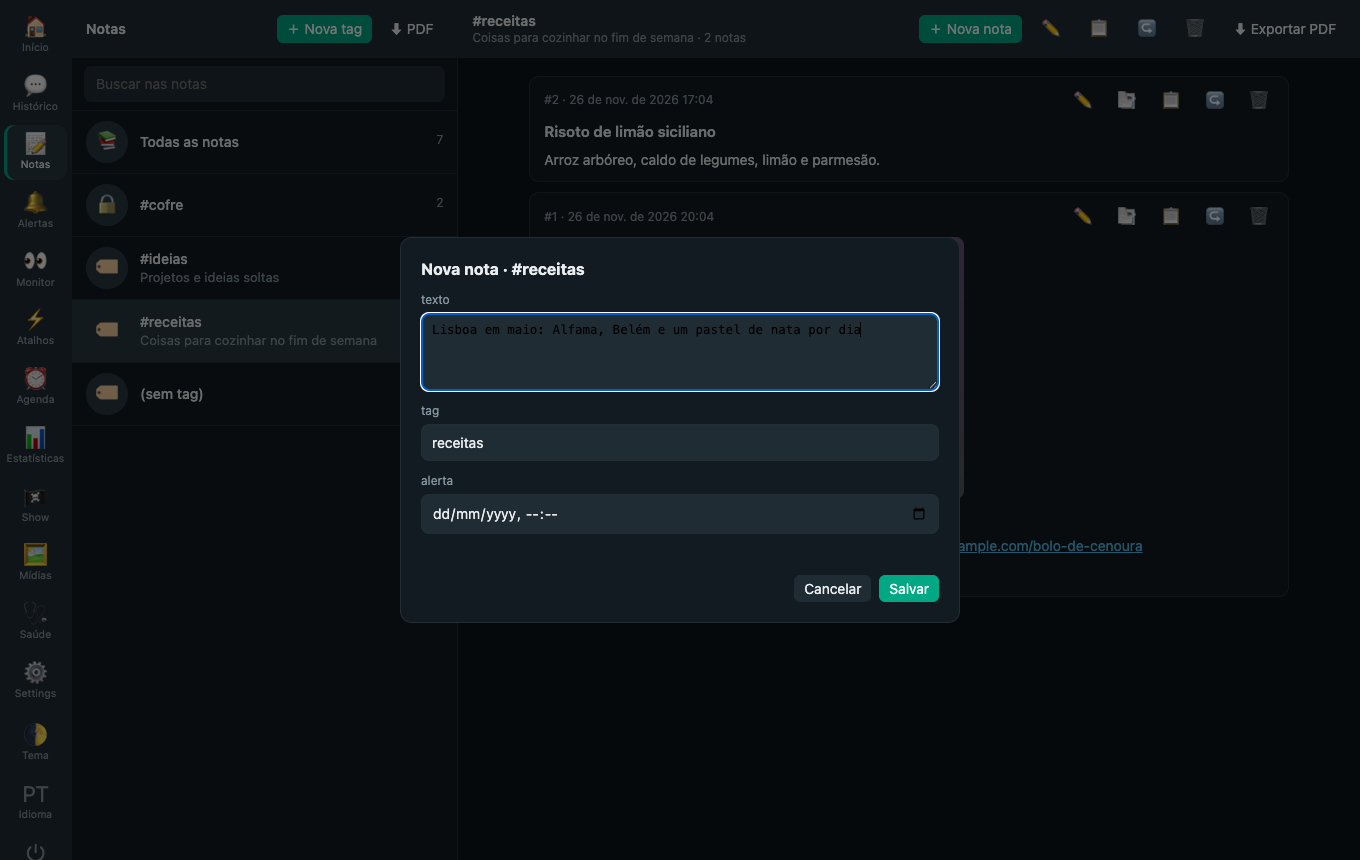 Início
Histórico
Notas
Alertas
Monitor
Atalhos
Agenda
Estatísticas
Show
Mídias
Saúde
Settings
Tema
PT
Idioma
Notas
+ Nova tag
⬇ PDF
Buscar nas notas
Todas as notas
7
#cofre
2
#ideias
Projetos e ideias soltas
#receitas
Coisas para cozinhar no fim de semana
(sem tag)
#receitas
Coisas para cozinhar no fim de semana · 2 notas
+ Nova nota
⬇ Exportar PDF
#2 · 26 de nov. de 2026 17:04
Risoto de limão siciliano
Arroz arbóreo, caldo de legumes, limão e parmesão.
#1 · 26 de nov. de 2026 20:04
ample.com/bolo-de-cenoura
Nova nota · #receitas
texto
Lisboa em maio: Alfama, Belém e um pastel de nata por dia
tag
receitas
alerta
dd/mm/yyyy, --:--
Cancelar
Salvar